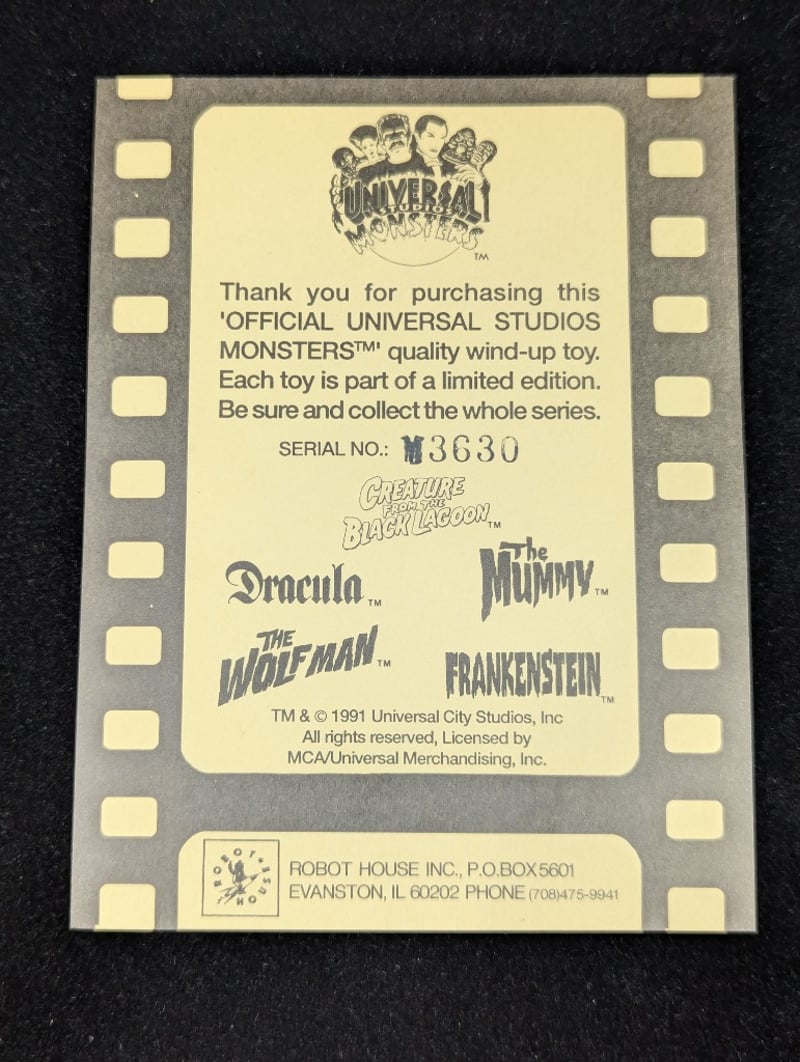 UNIVERSAL
STUDIOS
MONSTERS
TM
Thank you for purchasing this
'OFFICIAL UNIVERSAL STUDIOS
MONSTERS™' quality wind-up toy.
Each toy is part of a limited edition.
Be sure and collect the whole series.
SERIAL NO.: 3630
CREATURE
FROM THE
BLACK LAGOON TM
Dracula TM
The
MUMMY TM
THE
WOLFMAN TM
FRANKENSTEIN TM
TM & © 1991 Universal City Studios, Inc
All rights reserved, Licensed by
MCA/Universal Merchandising, Inc.
ROBOT HOUSE
ROBOT HOUSE INC., P.O.BOX 5601
EVANSTON, IL 60202 PHONE (708)475-9941